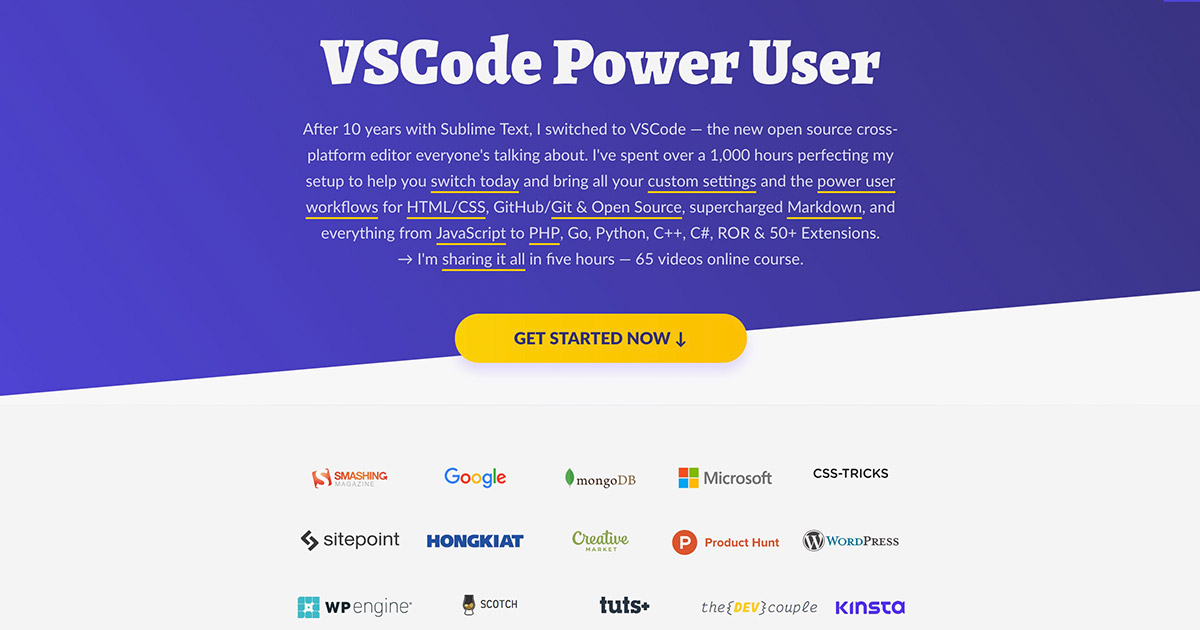 VSCode Power User
After 10 years with Sublime Text, I switched to VSCode — the new open source cross-
platform editor everyone's talking about. I've spent over a 1,000 hours perfecting my
setup to help you switch today and bring all your custom settings and the power user
workflows for HTML/CSS, GitHub/Git & Open Source, supercharged Markdown, and
everything from JavaScript to PHP, Go, Python, C++, C#, ROR & 50+ Extensions.
→ I'm sharing it all in five hours — 65 videos online course.
GET STARTED NOW ↓
SMASHING MAGAZINE Google mongoDB Microsoft CSS-TRICKS
sitepoint HONGKIAT Creative MARKET P Product Hunt WORDPRESS
WP engine SCOTCH tuts+ the{DEV}couple KINSTA